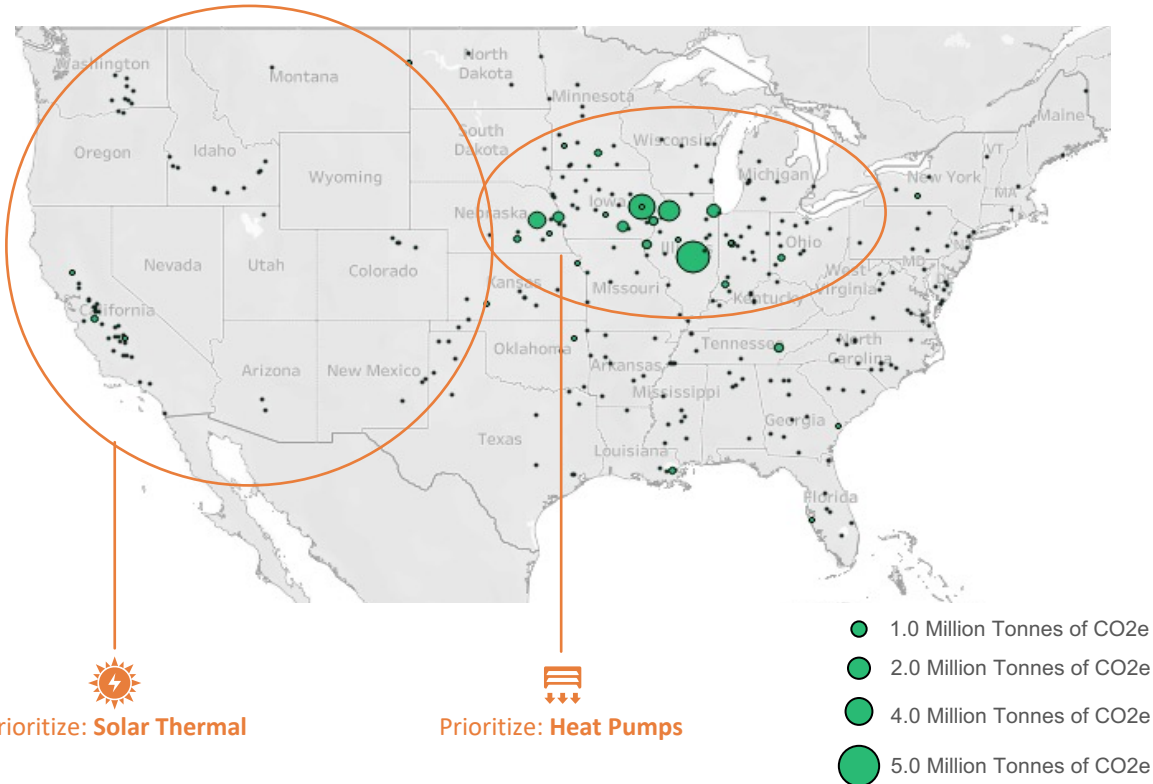 Washington
Montana
North
Dakota
Minnesota
Maine
Oregon
Idaho
South
Dakota
Wisconsin
Michigan
VT
New York
MA
Wyoming
Nebraska
Iowa
Nevada
Utah
Colorado
Illinois
Ohio
NJ
MD
West
Virginia
Kansas
Missouri
Kentucky
California
Oklahoma
Tennessee
North
Carolina
Arizona
New Mexico
Arkansas
Mississippi
Georgia
Texas
Louisiana
Florida
1.0 Million Tonnes of CO2e
2.0 Million Tonnes of CO2e
4.0 Million Tonnes of CO2e
5.0 Million Tonnes of CO2e
rioritize: Solar Thermal
Prioritize: Heat Pumps